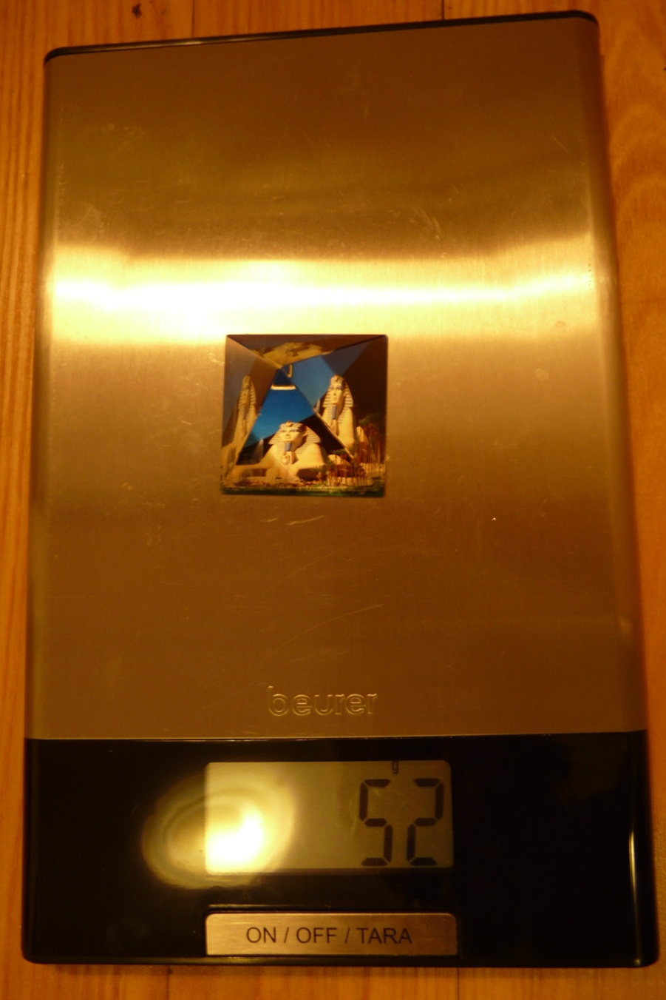 beurer
g
52
ON / OFF / TARA